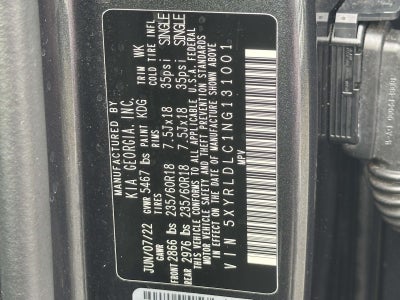 MANUFACTURED BY
KIA GEORGIA, INC.
JUN/07/22 GVWR 5467 lbs PAINT KDG TRIM WK
GAWR RIMS COLD TIRE INFL.
FRONT 2866 lbs 235/60R18 7.5Jx18 35psi SINGLE
REAR 2976 lbs 235/60R18 7.5Jx18 35psi SINGLE
THIS VEHICLE CONFORMS TO ALL APPLICABLE U.S.A. FEDERAL
MOTOR VEHICLE SAFETY AND THEFT PREVENTION STANDARDS
IN EFFECT ON THE DATE OF MANUFACTURE SHOWN ABOVE.
VIN 5XYRLDLC1NG131001
MPV